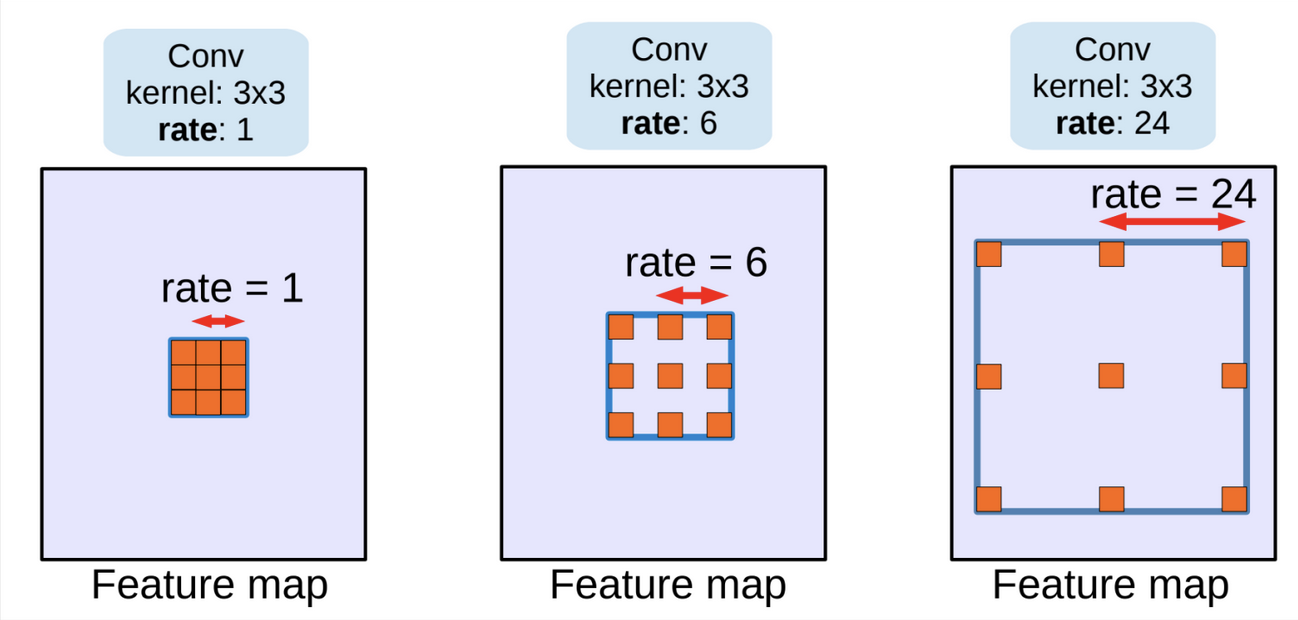 Conv
kernel: 3x3
rate: 1
Conv
kernel: 3x3
rate: 6
Conv
kernel: 3x3
rate: 24
rate = 1
rate = 6
rate = 24
Feature map
Feature map
Feature map